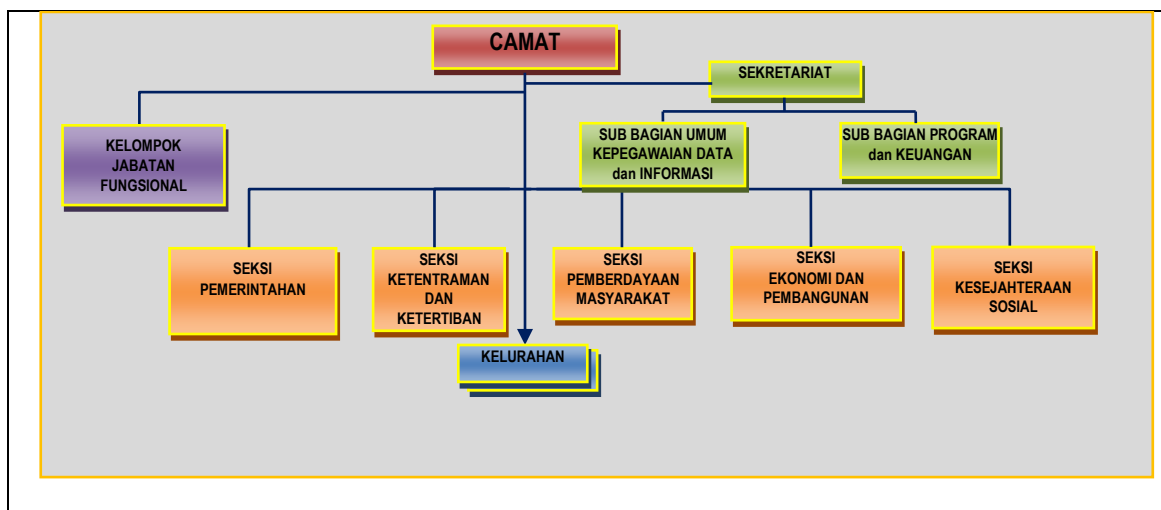 CAMAT
SEKRETARIAT
KELOMPOK
JABATAN
FUNGSIONAL
SUB BAGIAN UMUM
KEPEGAWAIAN DATA
dan INFORMASI
SUB BAGIAN PROGRAM
dan KEUANGAN
SEKSI
PEMERINTAHAN
SEKSI
KETENTRAMAN
DAN
KETERTIBAN
SEKSI
PEMBERDAYAAN
MASYARAKAT
SEKSI
EKONOMI DAN
PEMBANGUNAN
SEKSI
KESEJAHTERAAN
SOSIAL
KELURAHAN